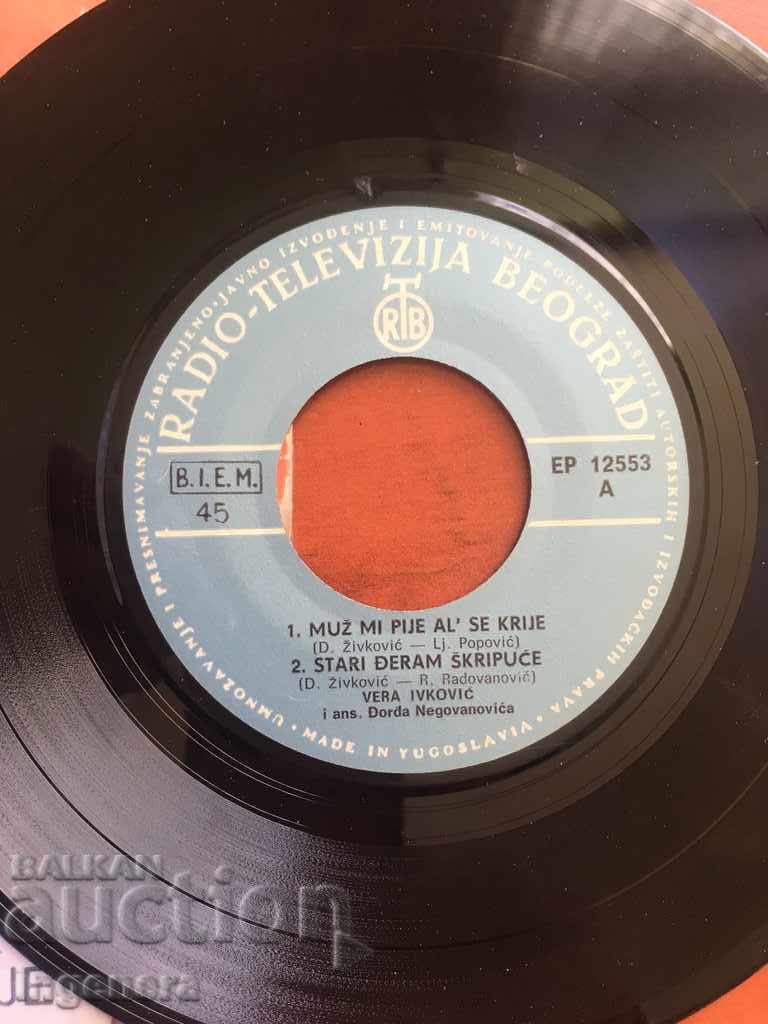 UMNOŽAVANJE I PRESNIMAVANJE ZABRANJENO • JAVNO IZVOĐENJE I EMITOVANJE PODLEŽE ZAŠTITI AUTORSKIH I IZVOĐAČKIH PRAVA •
RADIO-TELEVIZIJA BEOGRAD
RTB
B.I.E.M.
45
EP 12553
A
1. MUŽ MI PIJE AL' SE KRIJE
(D. Živković — Lj. Popović)
2. STARI ĐERAM ŠKRIPUĆE
(D. Živković — R. Radovanović)
VERA IVKOVIĆ
i ans. Đorđa Negovanovića
• MADE IN YUGOSLAVIA •
BALKAN
auction